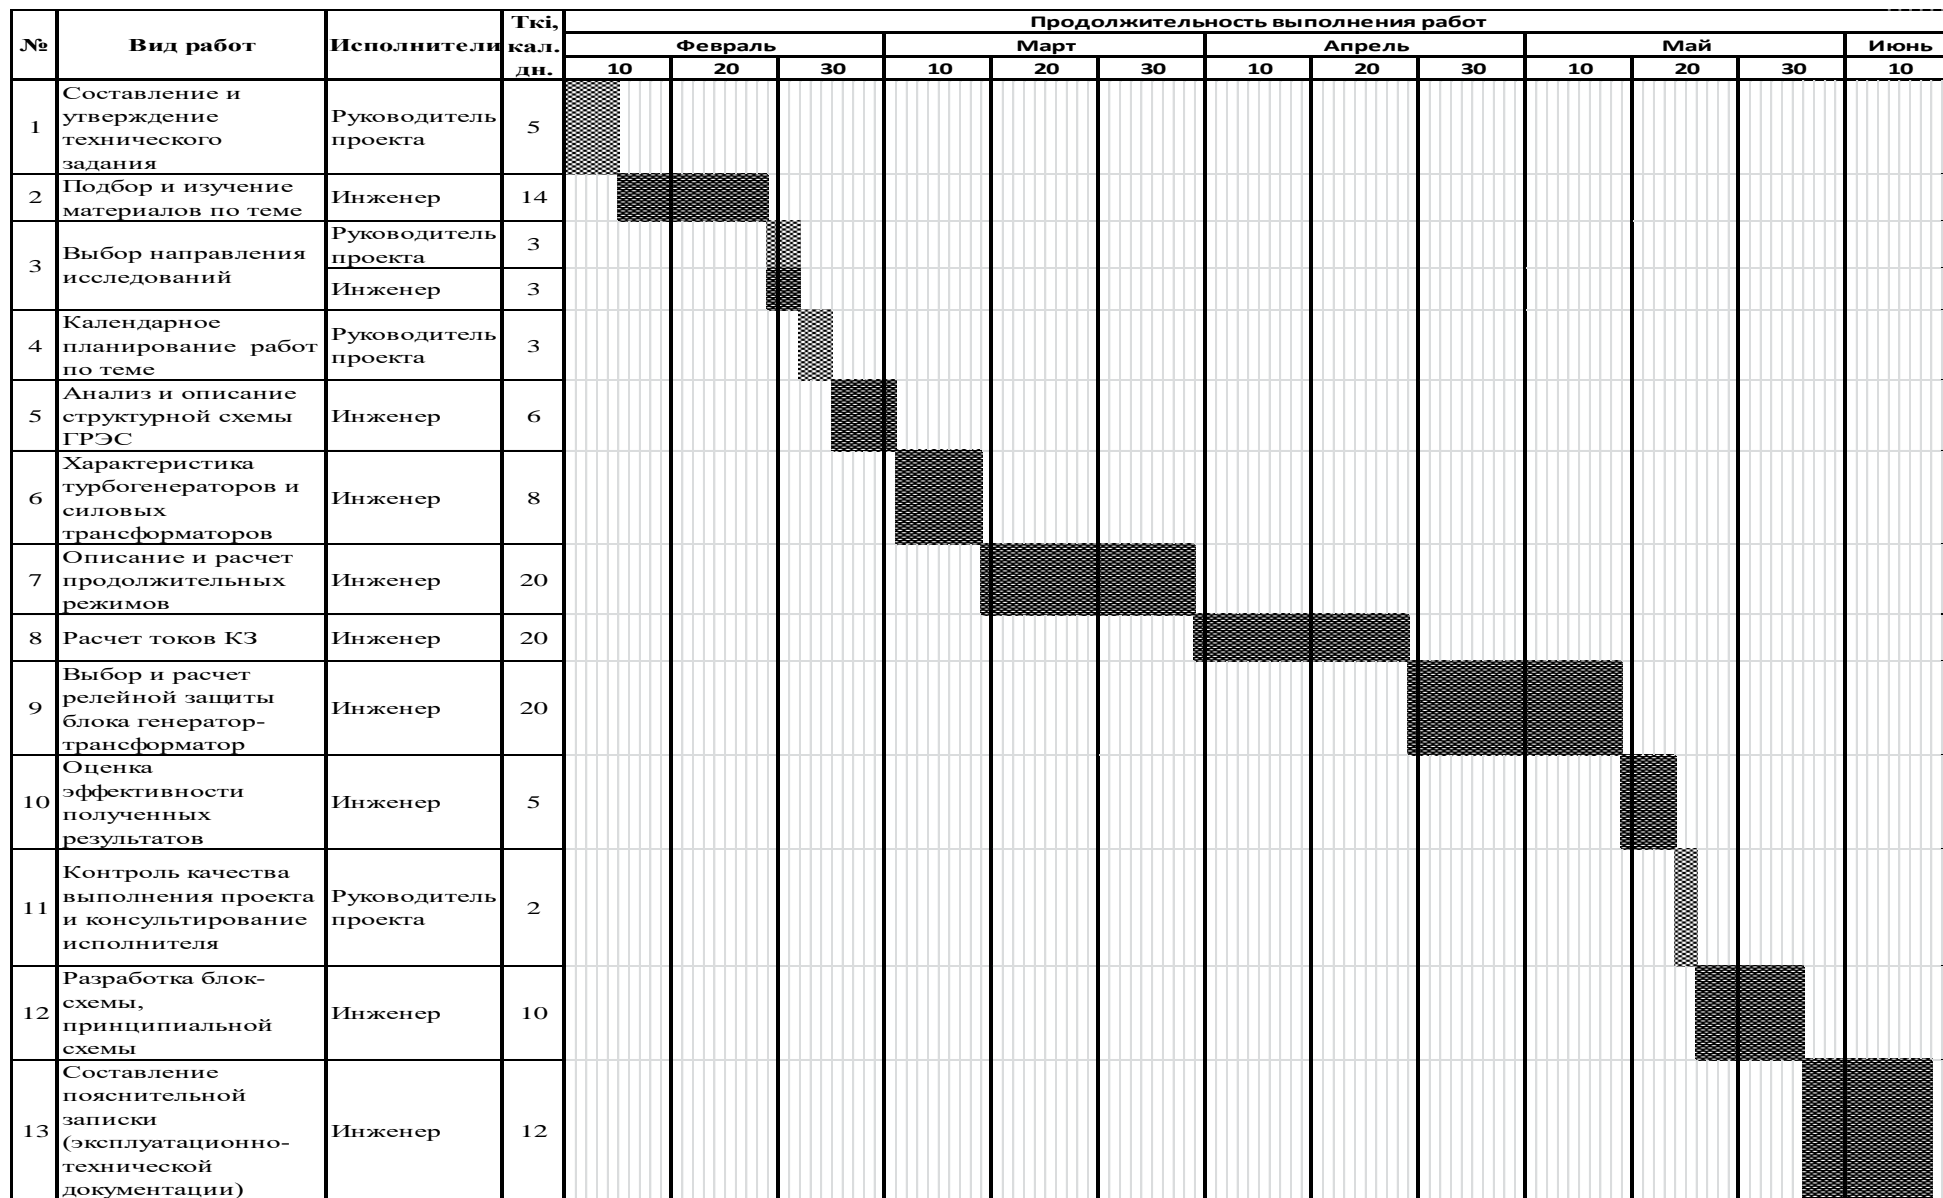 №
Вид работ
Исполнители
Ткi,
кал.
дн.
Продолжительность выполнения работ
Февраль
Март
Апрель
Май
Июнь
10
20
30
10
20
30
10
20
30
10
20
30
10
1
Составление и
утверждение
технического
задания
Руководитель
проекта
5
2
Подбор и изучение
материалов по теме
Инженер
14
3
Выбор направления
исследований
Руководитель
проекта
3
Инженер
3
4
Календарное
планирование работ
по теме
Руководитель
проекта
3
5
Анализ и описание
структурной схемы
ГРЭС
Инженер
6
6
Характеристика
турбогенераторов и
силовых
трансформаторов
Инженер
8
7
Описание и расчет
продолжительных
режимов
Инженер
20
8
Расчет токов КЗ
Инженер
20
9
Выбор и расчет
релейной защиты
блока генератор-
трансформатор
Инженер
20
10
Оценка
эффективности
полученных
результатов
Инженер
5
11
Контроль качества
выполнения проекта
и консультирование
исполнителя
Руководитель
проекта
2
12
Разработка блок-
схемы,
принципиальной
схемы
Инженер
10
13
Составление
пояснительной
записки
(эксплуатационно-
технической
документации)
Инженер
12